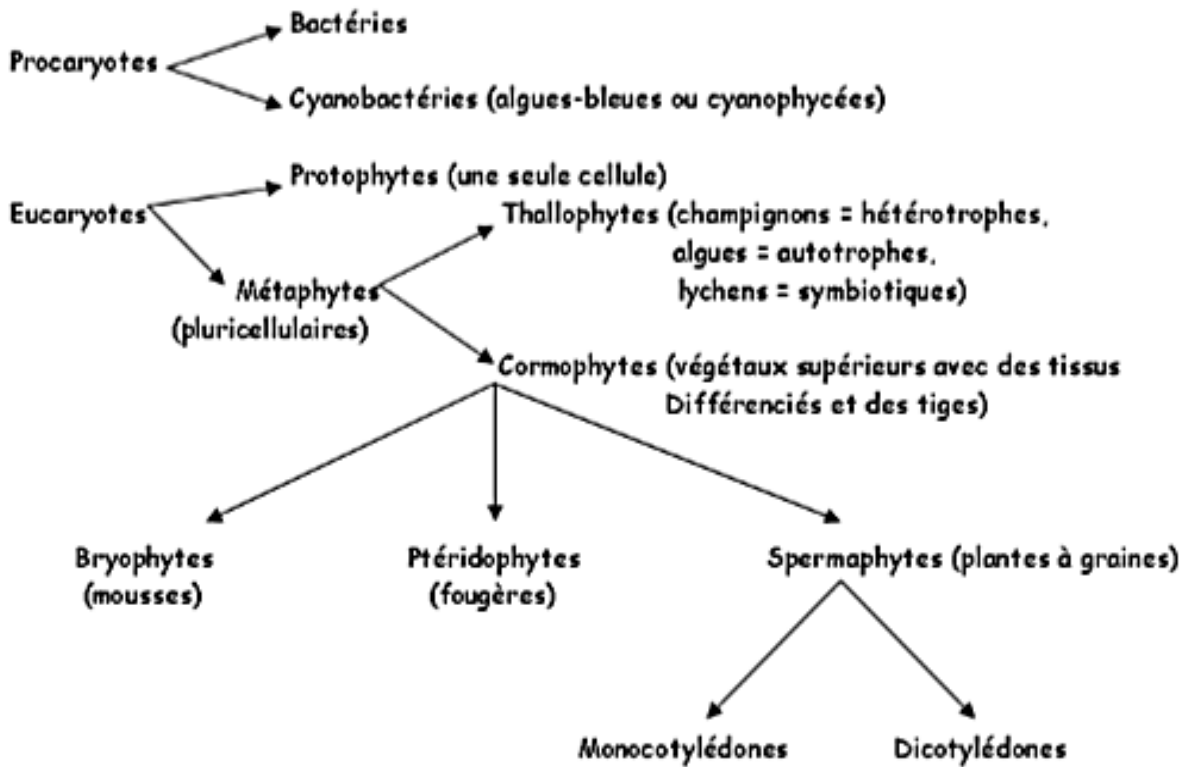 Bactéries
Procaryotes
Cyanobactéries (algues-bleues ou cyanophycées)
Protophytes (une seule cellule)
Eucaryotes
Thallophytes (champignons = hétérotrophes,
algues = autotrophes,
lychens = symbiotiques)
Métaphytes
(pluricellulaires)
Cormophytes (végétaux supérieurs avec des tissus
Différenciés et des tiges)
Bryophytes
(mousses)
Ptéridophytes
(fougères)
Spermaphytes (plantes à graines)
Monocotylédones
Dicotylédones